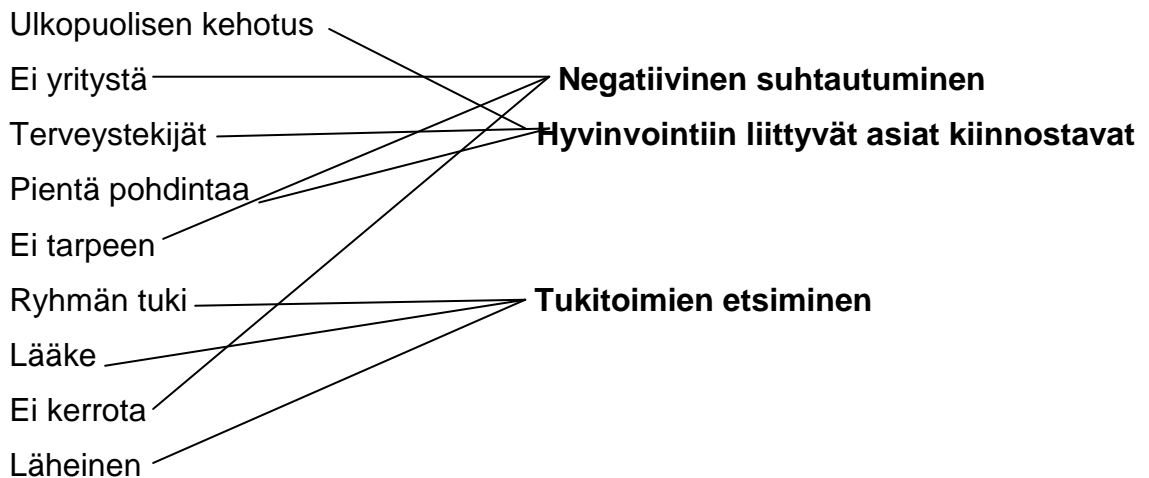 Ulkopuolisen kehotus
Ei yritystä
Negatiivinen suhtautuminen
Terveystekijät
Hyvinvointiin liittyvät asiat kiinnostavat
Pientä pohdintaa
Ei tarpeen
Ryhmän tuki
Tukitoimien etsiminen
Lääke
Ei kerrota
Läheinen